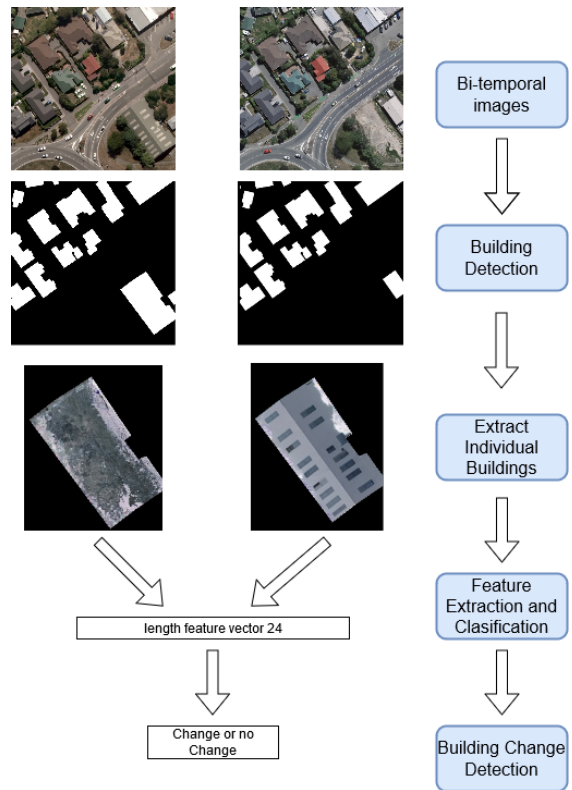 Bi-temporal
images
Building
Detection
Extract
Individual
Buildings
Feature
Extraction and
Clasification
length feature vector 24
Change or no
Change
Building Change
Detection